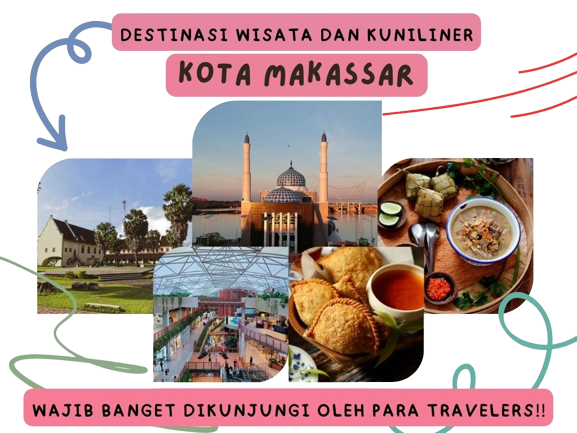 DESTINASI WISATA DAN KUNILINER
KOTA MAKASSAR
WAJIB BANGET DIKUNJUNGI OLEH PARA TRAVELERS!!